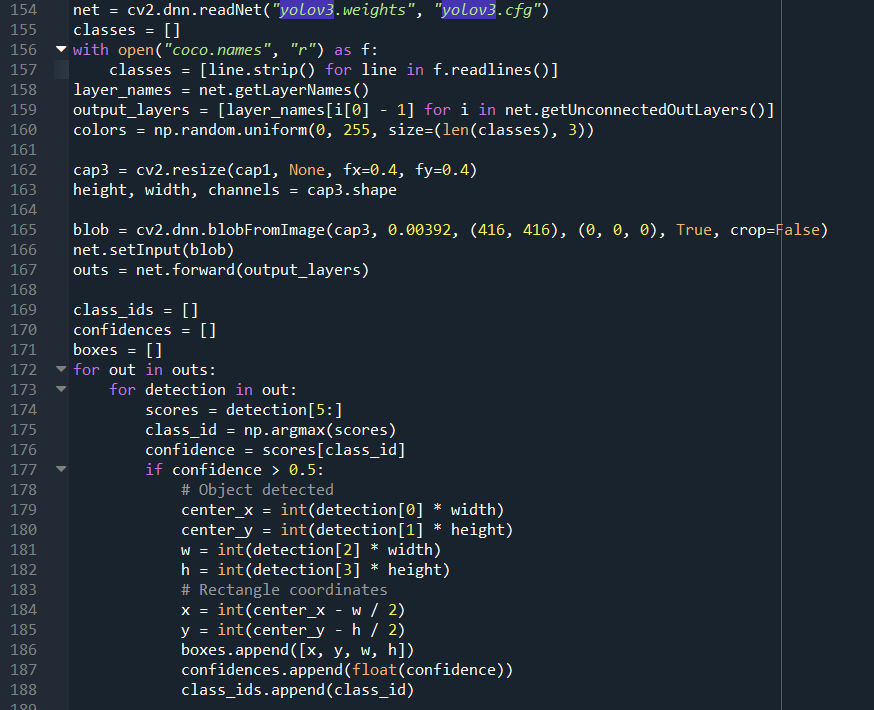 154 net = cv2.dnn.readNet("yolov3.weights", "yolov3.cfg")
155 classes = []
156 with open("coco.names", "r") as f:
157     classes = [line.strip() for line in f.readlines()]
158 layer_names = net.getLayerNames()
159 output_layers = [layer_names[i[0] - 1] for i in net.getUnconnectedOutLayers()]
160 colors = np.random.uniform(0, 255, size=(len(classes), 3))
161
162 cap3 = cv2.resize(cap1, None, fx=0.4, fy=0.4)
163 height, width, channels = cap3.shape
164
165 blob = cv2.dnn.blobFromImage(cap3, 0.00392, (416, 416), (0, 0, 0), True, crop=False)
166 net.setInput(blob)
167 outs = net.forward(output_layers)
168
169 class_ids = []
170 confidences = []
171 boxes = []
172 for out in outs:
173     for detection in out:
174         scores = detection[5:]
175         class_id = np.argmax(scores)
176         confidence = scores[class_id]
177         if confidence > 0.5:
178             # Object detected
179             center_x = int(detection[0] * width)
180             center_y = int(detection[1] * height)
181             w = int(detection[2] * width)
182             h = int(detection[3] * height)
183             # Rectangle coordinates
184             x = int(center_x - w / 2)
185             y = int(center_y - h / 2)
186             boxes.append([x, y, w, h])
187             confidences.append(float(confidence))
188             class_ids.append(class_id)
189